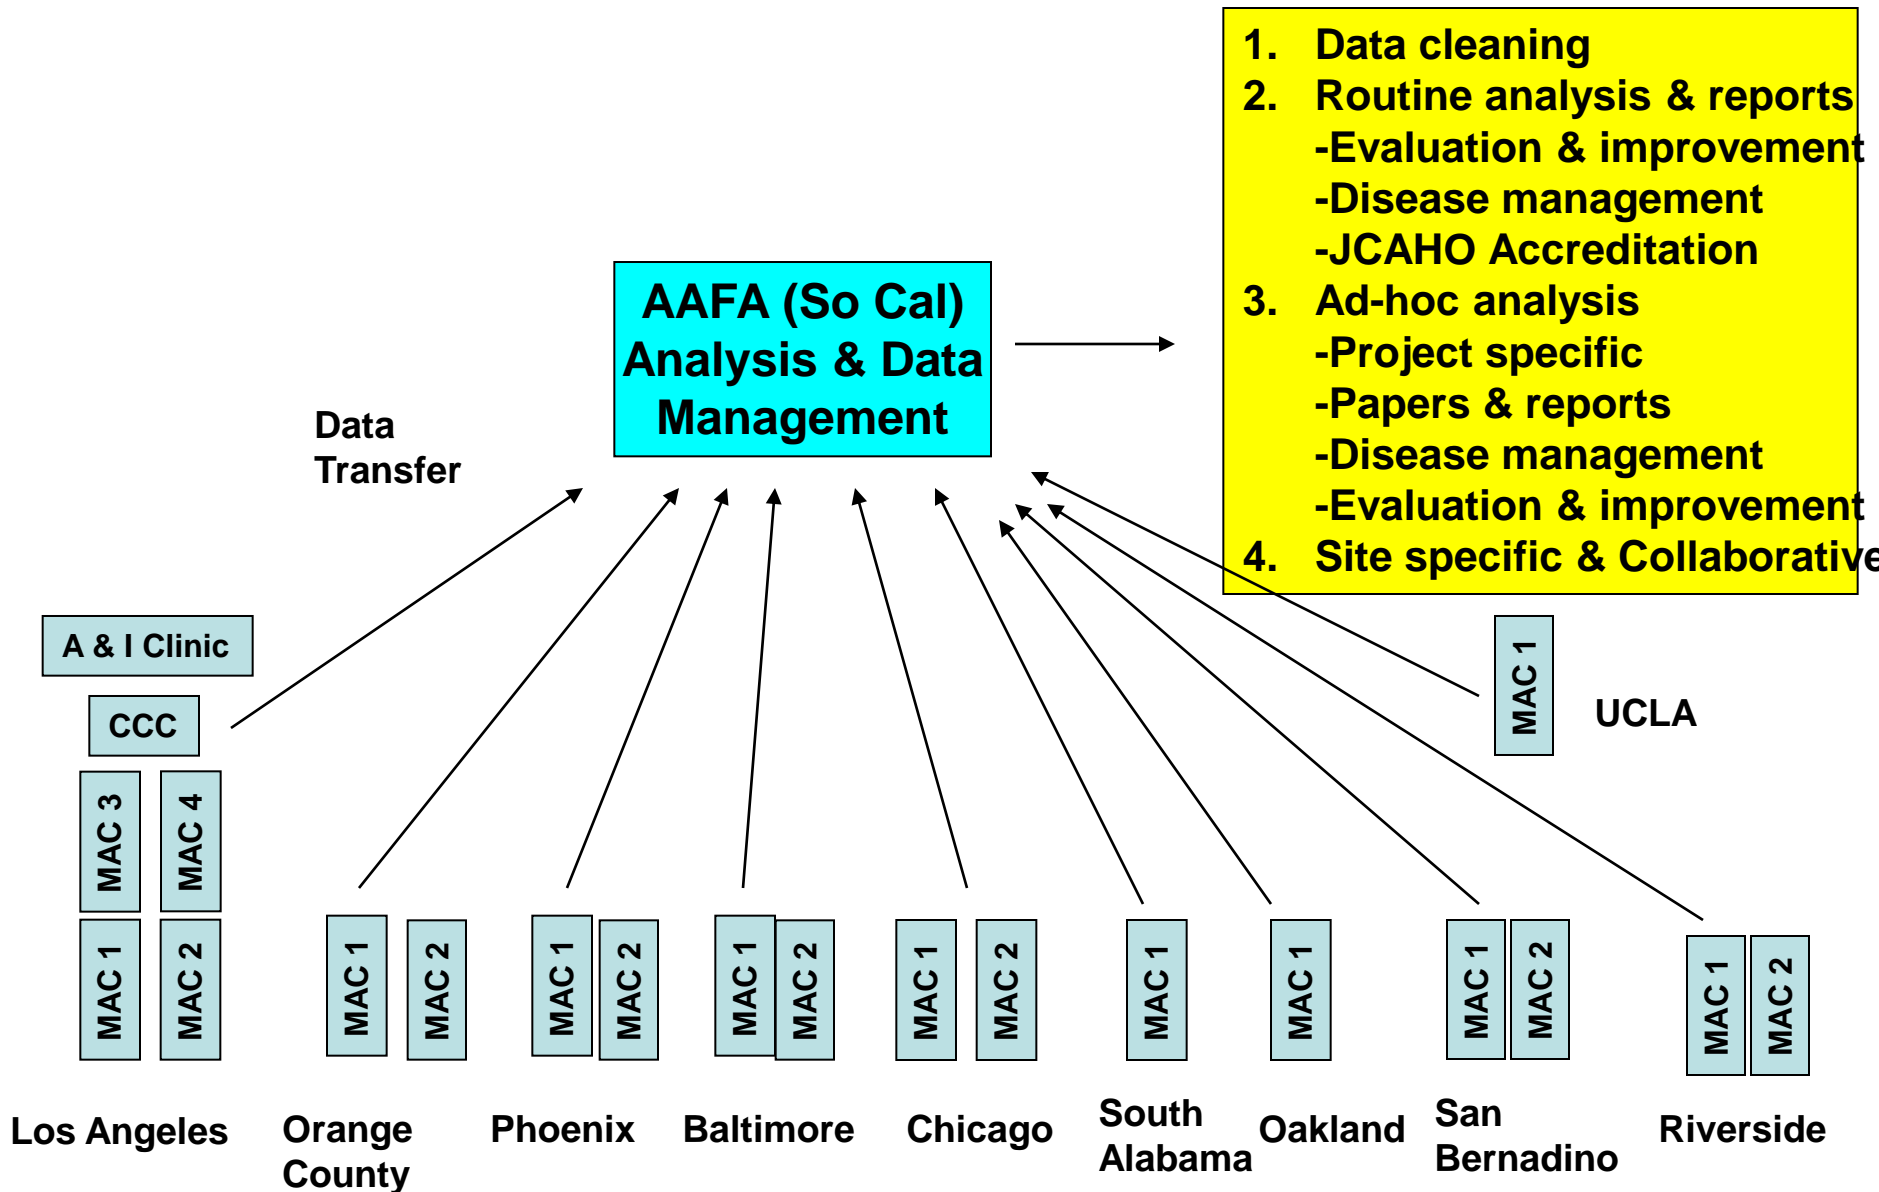 1. Data cleaning
2. Routine analysis & reports
-Evaluation & improvement
-Disease management
-JCAHO Accreditation
3. Ad-hoc analysis
-Project specific
-Papers & reports
-Disease management
-Evaluation & improvement
4. Site specific & Collaborative
AAFA (So Cal)
Analysis & Data
Management
Data
Transfer
A & I Clinic
CCC
MAC 3
MAC 4
MAC 1
MAC 2
Los Angeles
MAC 1
MAC 2
Orange
County
MAC 1
MAC 2
Phoenix
MAC 1
MAC 2
Baltimore
MAC 1
MAC 2
Chicago
MAC 1
South
Alabama
MAC 1
Oakland
MAC 1
MAC 2
San
Bernadino
MAC 1
MAC 2
Riverside
MAC 1
UCLA